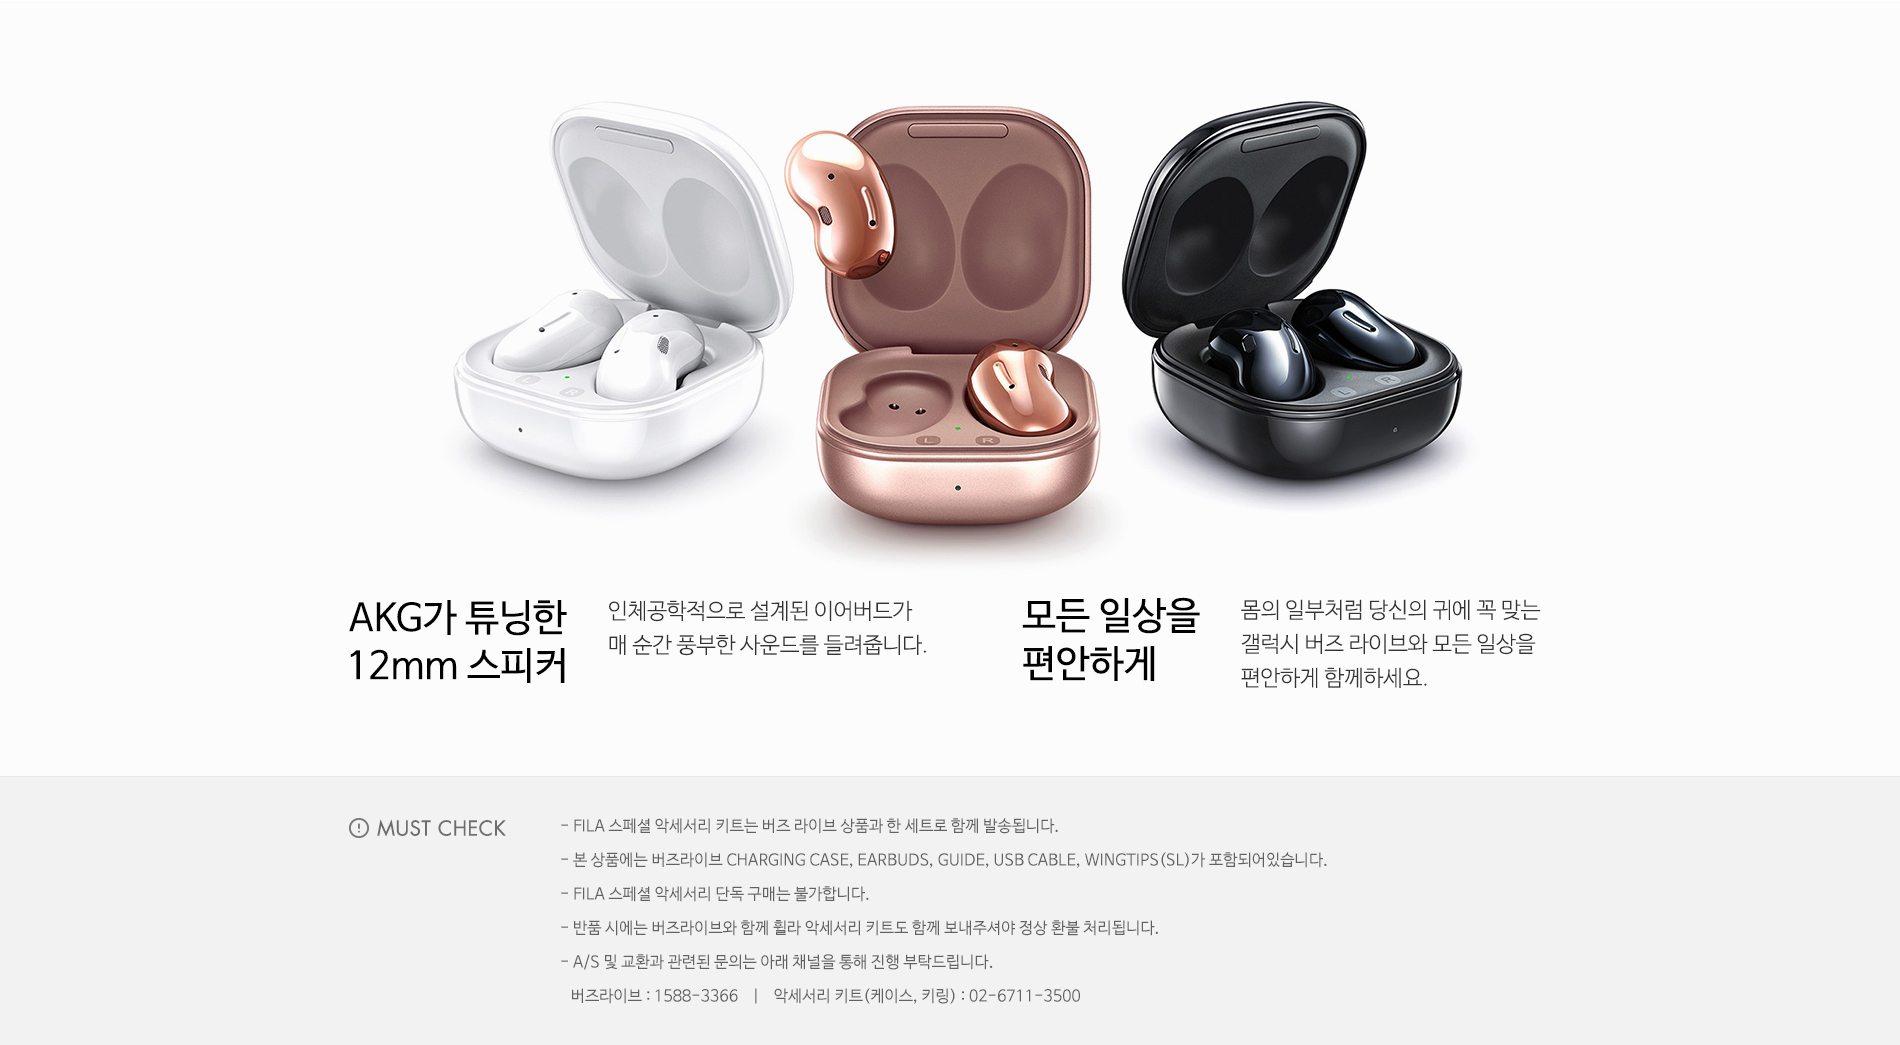 L
R
L
R
L
R
AKG가 튜닝한
12mm 스피커
인체공학적으로 설계된 이어버드가
매 순간 풍부한 사운드를 들려줍니다.
모든 일상을
편안하게
몸의 일부처럼 당신의 귀에 꼭 맞는
갤럭시 버즈 라이브와 모든 일상을
편안하게 함께하세요.
MUST CHECK
- FILA 스페셜 악세서리 키트는 버즈 라이브 상품과 한 세트로 함께 발송됩니다.
- 본 상품에는 버즈라이브 CHARGING CASE, EARBUDS, GUIDE, USB CABLE, WINGTIPS(SL)가 포함되어있습니다.
- FILA 스페셜 악세서리 단독 구매는 불가합니다.
- 반품 시에는 버즈라이브와 함께 휠라 악세서리 키트도 함께 보내주셔야 정상 환불 처리됩니다.
- A/S 및 교환과 관련된 문의는 아래 채널을 통해 진행 부탁드립니다.
버즈라이브 : 1588-3366 | 악세서리 키트(케이스, 키링) : 02-6711-3500